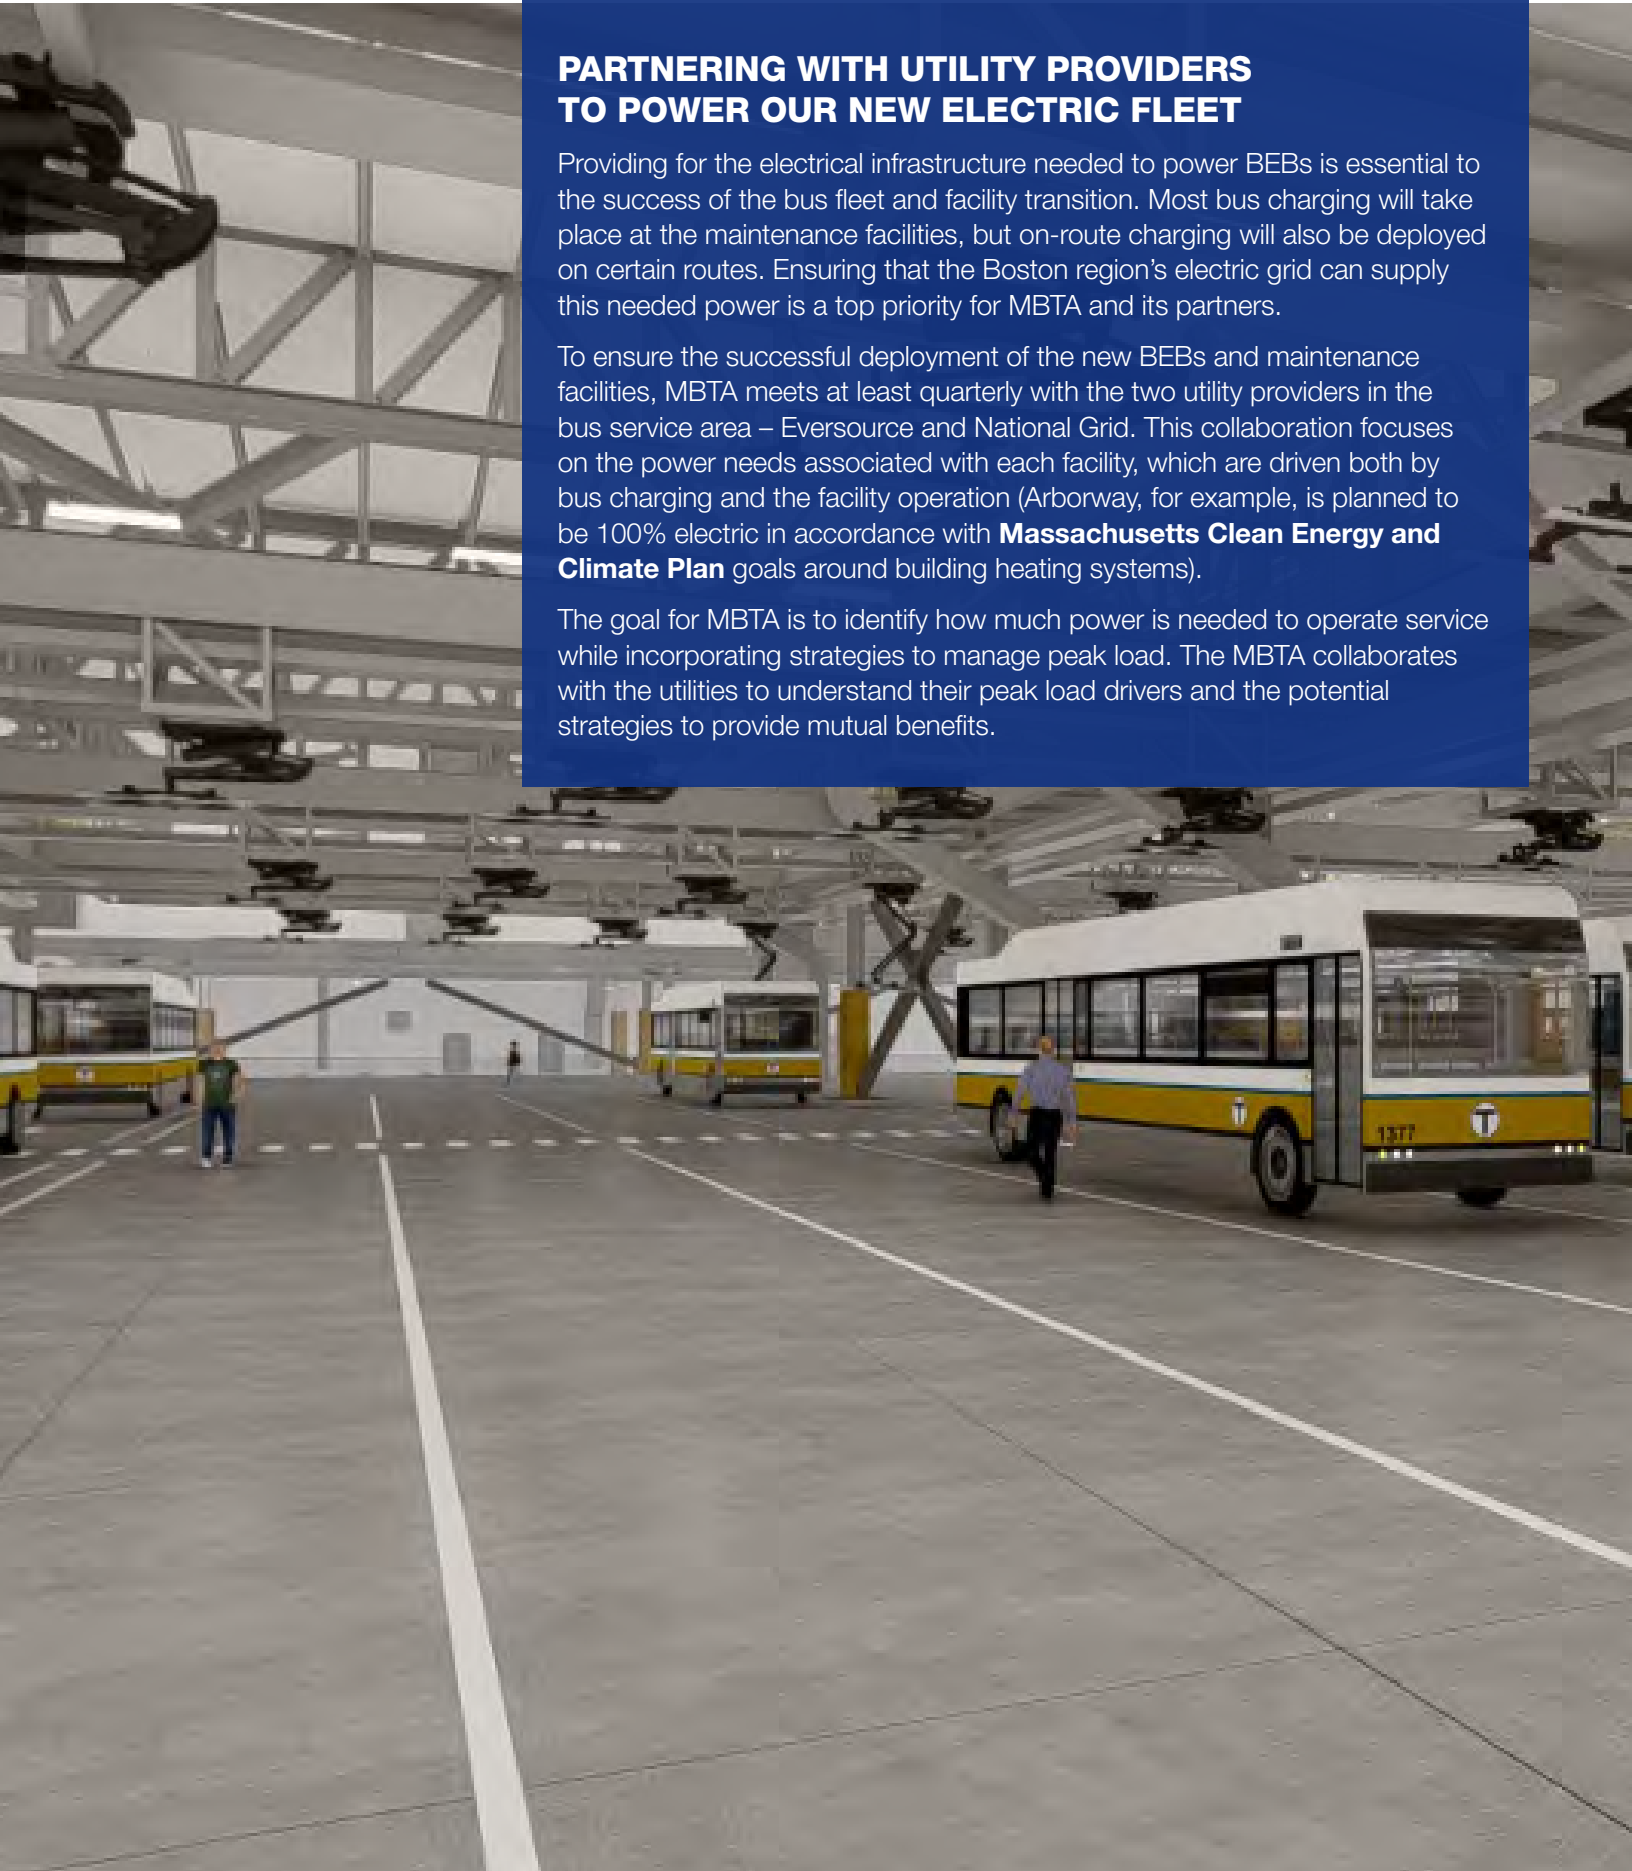 PARTNERING WITH UTILITY PROVIDERS
TO POWER OUR NEW ELECTRIC FLEET
Providing for the electrical infrastructure needed to power BEBs is essential to
the success of the bus fleet and facility transition. Most bus charging will take
place at the maintenance facilities, but on-route charging will also be deployed
on certain routes. Ensuring that the Boston region’s electric grid can supply
this needed power is a top priority for MBTA and its partners.
To ensure the successful deployment of the new BEBs and maintenance
facilities, MBTA meets at least quarterly with the two utility providers in the
bus service area – Eversource and National Grid. This collaboration focuses
on the power needs associated with each facility, which are driven both by
bus charging and the facility operation (Arborway, for example, is planned to
be 100% electric in accordance with Massachusetts Clean Energy and
Climate Plan goals around building heating systems).
The goal for MBTA is to identify how much power is needed to operate service
while incorporating strategies to manage peak load. The MBTA collaborates
with the utilities to understand their peak load drivers and the potential
strategies to provide mutual benefits.
T
1377
T